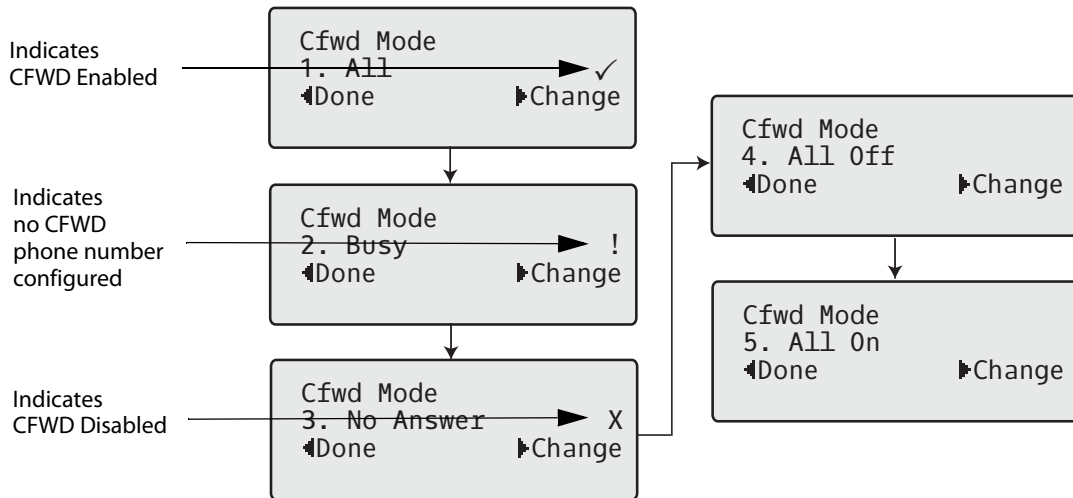 Indicates
CFWD Enabled
Cfwd Mode
1. All ✓
◀Done ▶Change
Indicates
no CFWD
phone number
configured
Cfwd Mode
2. Busy !
◀Done ▶Change
Indicates
CFWD Disabled
Cfwd Mode
3. No Answer X
◀Done ▶Change
Cfwd Mode
4. All Off
◀Done ▶Change
Cfwd Mode
5. All On
◀Done ▶Change